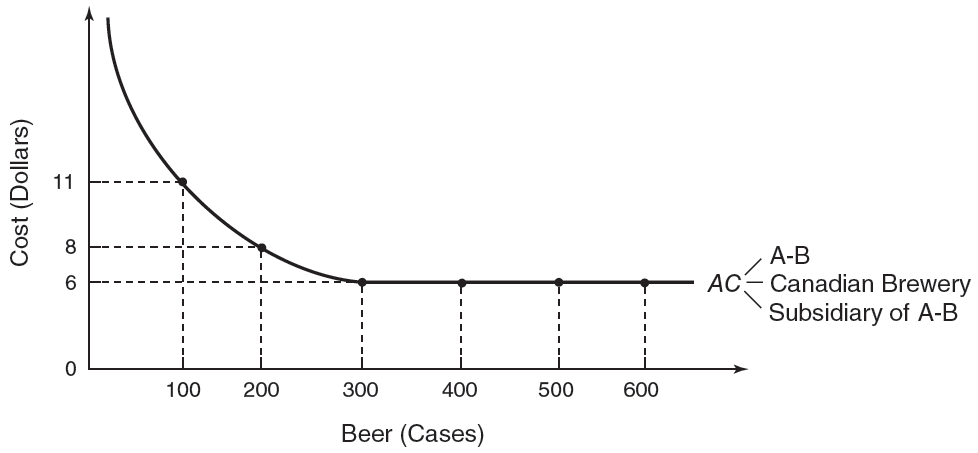 Cost (Dollars)
11
8
6
0
100 200 300 400 500 600
Beer (Cases)
AC
A-B
Canadian Brewery
Subsidiary of A-B